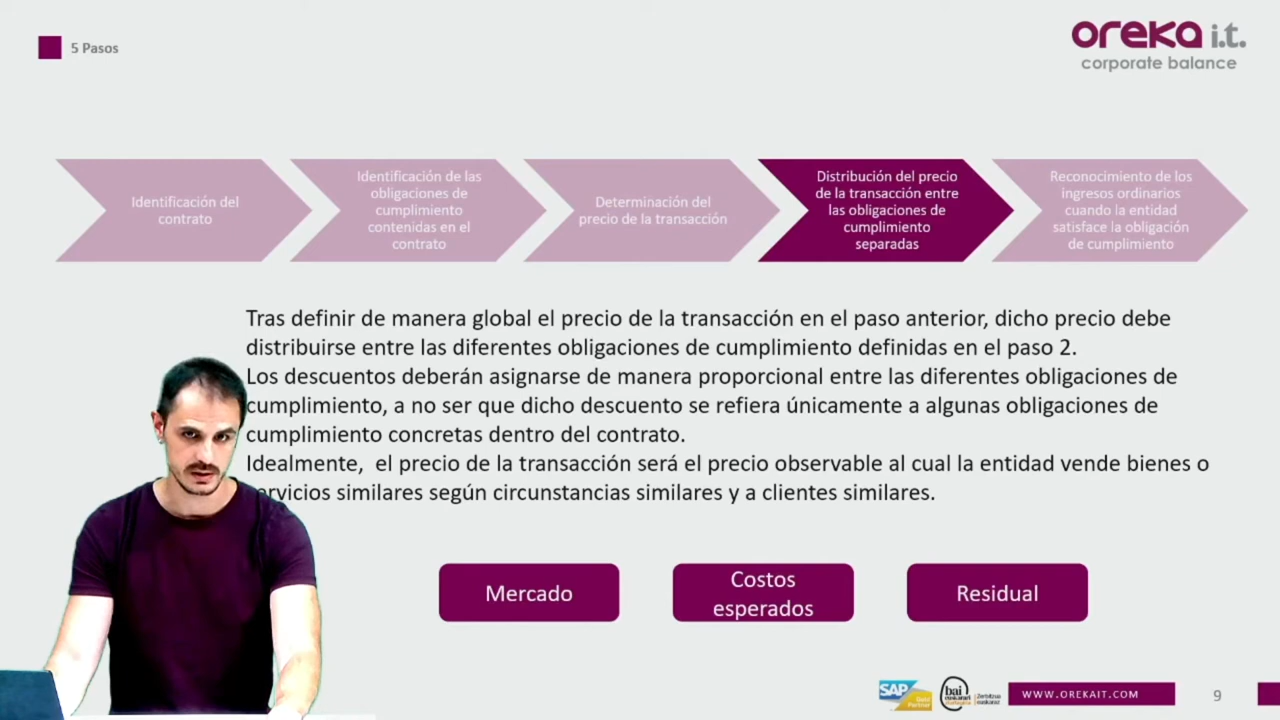 5 Pasos
oreka i.t.
corporate balance
Identificación del
contrato
Identificación de las
obligaciones de
cumplimiento
contenidas en el
contrato
Determinación del
precio de la transacción
Distribución del precio
de la transacción entre
las obligaciones de
cumplimiento
separadas
Reconocimiento de los
ingresos ordinarios
cuando la entidad
satisface la obligación
de cumplimiento
Tras definir de manera global el precio de la transacción en el paso anterior, dicho precio debe
distribuirse entre las diferentes obligaciones de cumplimiento definidas en el paso 2.
Los descuentos deberán asignarse de manera proporcional entre las diferentes obligaciones de
cumplimiento, a no ser que dicho descuento se refiera únicamente a algunas obligaciones de
cumplimiento concretas dentro del contrato.
Idealmente, el precio de la transacción será el precio observable al cual la entidad vende bienes o
servicios similares según circunstancias similares y a clientes similares.
Mercado
Costos
esperados
Residual
SAP
bai
WWW.OREKAIT.COM
9